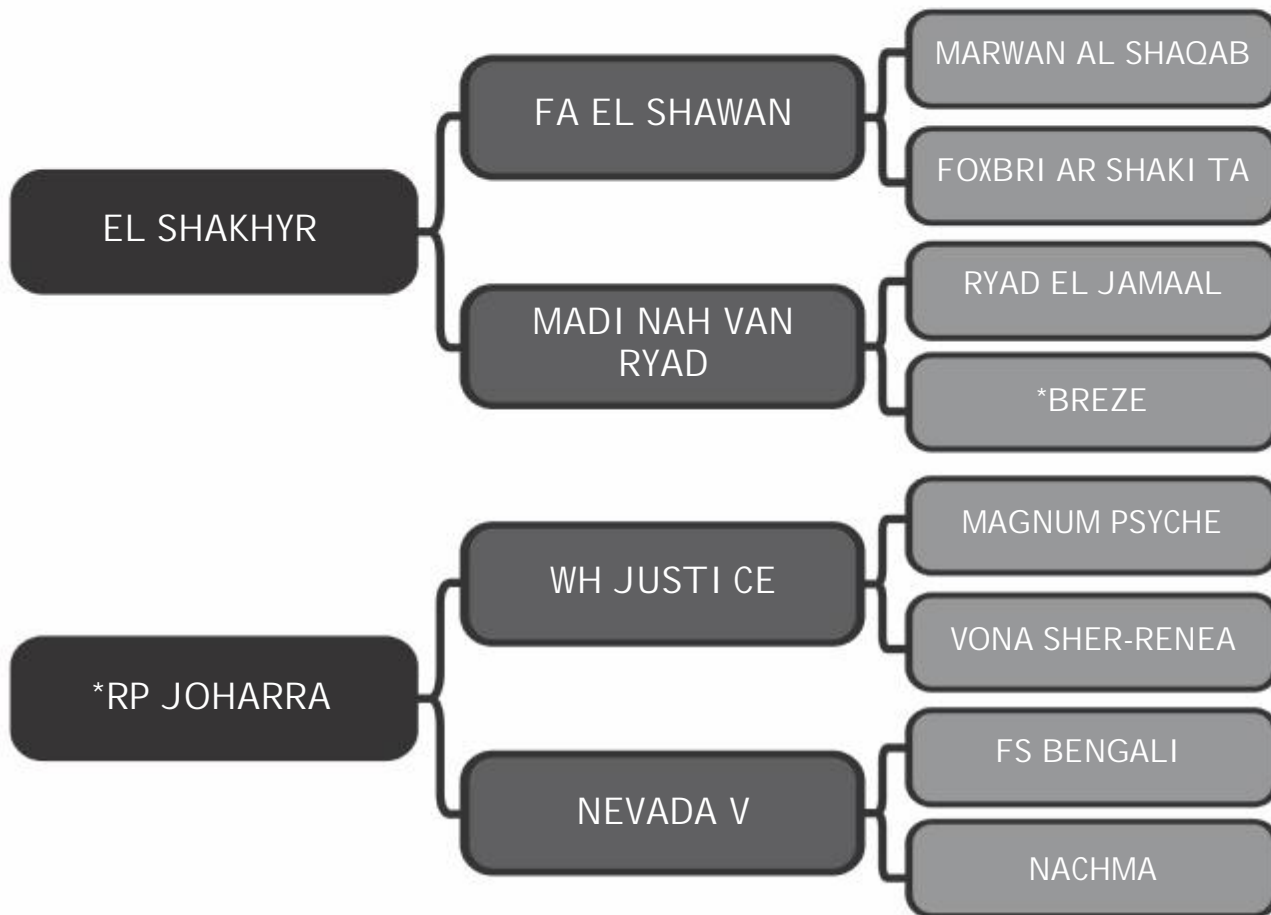 EL SHAKHYR
FA EL SHAWAN
MARWAN AL SHAQAB
FOXBRI AR SHAKI TA
MADI NAH VAN
RYAD
RYAD EL JAMAAL
*BREZE
*RP JOHARRA
WH JUSTI CE
MAGNUM PSYCHE
VONA SHER-RENEA
NEVADA V
FS BENGALI
NACHMA